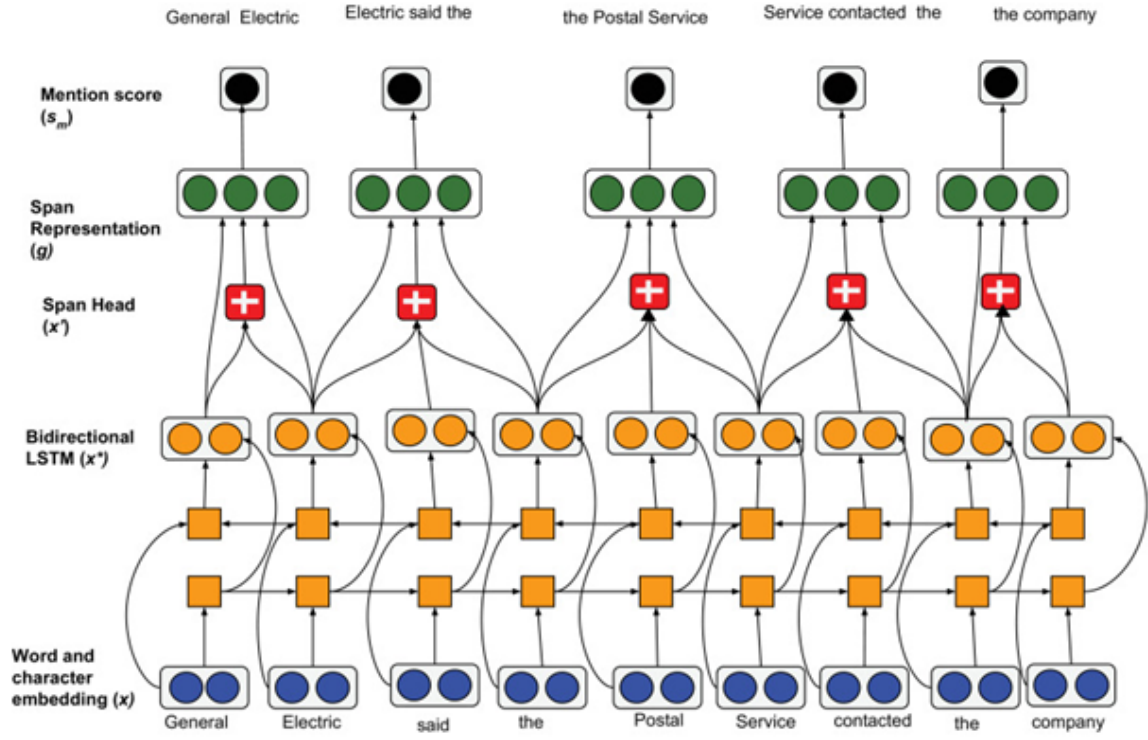 General Electric
Electric said the
the Postal Service
Service contacted the
the company
Mention score
(sₘ)
Span
Representation
(g)
Span Head
(x')
Bidirectional
LSTM (x*)
Word and
character
embedding (x)
General
Electric
said
the
Postal
Service
contacted
the
company